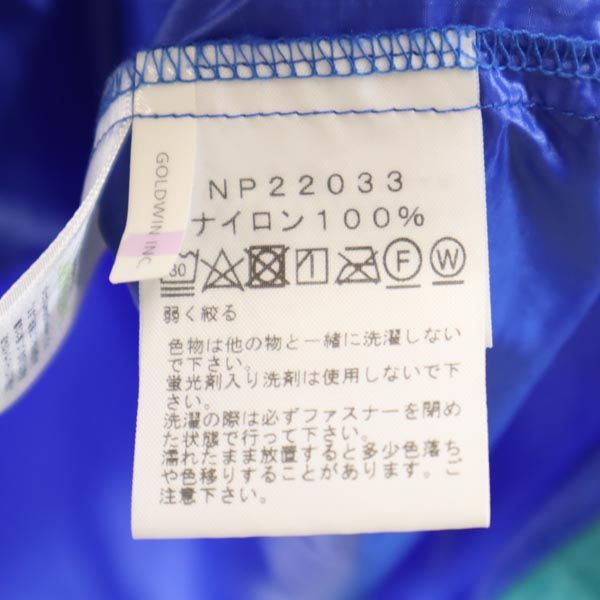 GOLDWIN INC.
NP22033
ナイロン100%
30
F
W
弱く絞る
色物は他の物と一緒に洗濯しない
で下さい。
蛍光剤入り洗剤は使用しないで下
さい。
洗濯の際は必ずファスナーを閉め
た状態で行って下さい。
濡れたまま放置すると多少色落ち
や色移りすることがあります。ご
注意下さい。